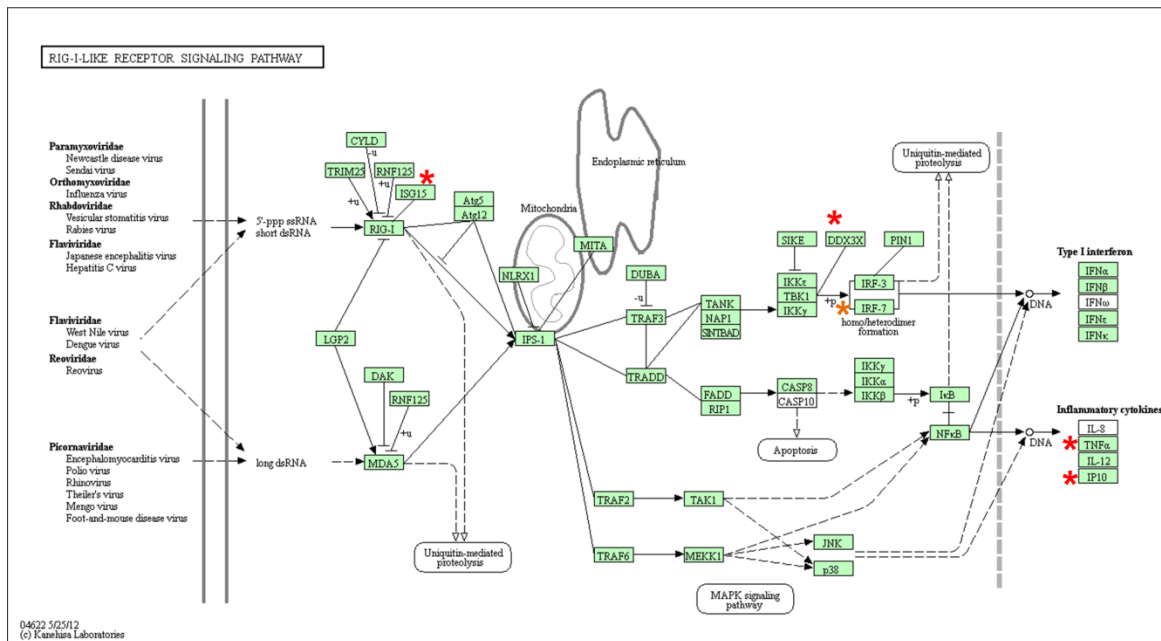 RIG-I-LIKE RECEPTOR SIGNALING PATHWAY
Paramyxoviridae
Newcastle disease virus
Sendai virus
Orthomyxoviridae
Influenza virus
Rhabdoviridae
Vesicular stomatitis virus
Rabies virus
Flaviviridae
Japanese encephalitis virus
Hepatitis C virus
Flaviviridae
West Nile virus
Dengue virus
Reoviridae
Reovirus
Picornaviridae
Encephalomyocarditis virus
Polio virus
Rhinovirus
Theiler's virus
Mengo virus
Foot-and-mouse disease virus
5'-ppp ssRNA
short dsRNA
long dsRNA
CYLD
-u
TRIM25
+u
RNF125
+u
ISG15
*
RIG-I
Atg5
Atg12
LGP2
DAK
RNF125
+u
MDA5
Uniquitin-mediated
proteolysis
Endoplasmic reticulum
Mitochondria
MITA
NLRX1
IPS-1
DUBA
-u
TRAF3
TRADD
TANK
NAP1
SINTBAD
FADD
RIP1
TRAF2
TAK1
TRAF6
MEKK1
MAPK signaling
pathway
SIKE
*
DDX3X
PIN1
IKKε
TBK1
IKKγ
+p
IRF-3
*
IRF-7
homo/heterodimer
formation
CASP8
CASP10
Apoptosis
IKKγ
IKKα
IKKβ
+p
IκB
NFκB
JNK
p38
Uniquitin-mediated
proteolysis
DNA
DNA
Type I interferon
IFNα
IFNβ
IFNω
IFNε
IFNκ
Inflammatory cytokines
IL-8
* TNFα
IL-12
* IP10
04622 5/25/12
(c) Kanehisa Laboratories